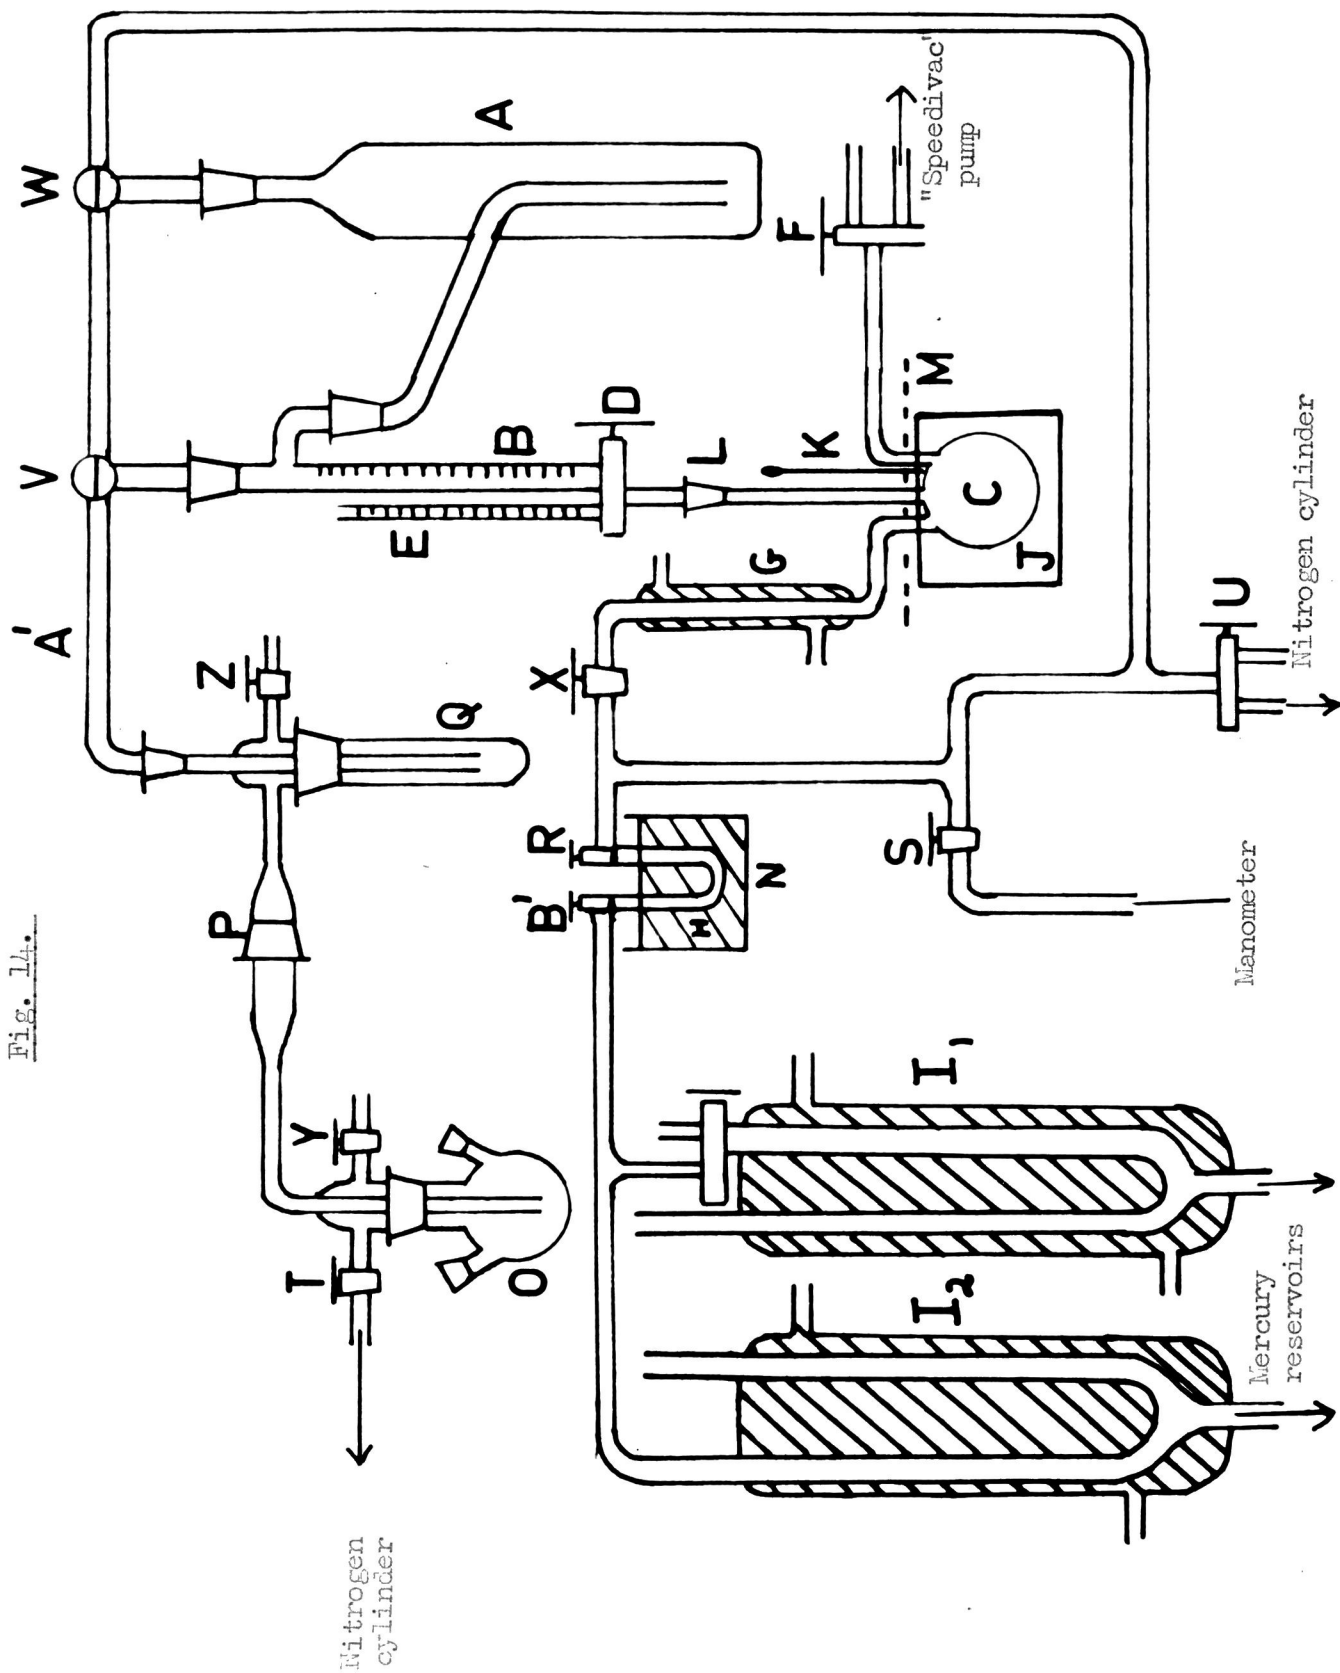 Fig. 14.
Nitrogen
cylinder
T
Y
O
P
Z
Q
A'
V
W
A
E
B
D
L
K
M
C
J
G
F
"Speedivac"
pump
X
R
B'
H
N
S
Manometer
U
Nitrogen cylinder
I₁
I₂
Mercury
reservoirs